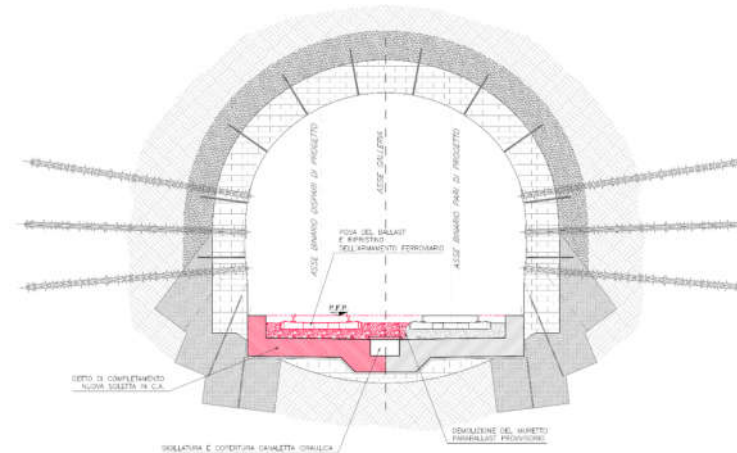 ASSE BINARIO DISPARI DI PROGETTO
ASSE GALLERIA
ASSE BINARIO PARI DI PROGETTO
POSA DEL BALLAST
E RIPRISTINO
DELL'ARMAMENTO FERROVIARIO
P.F.P.
GETTO DI COMPLETAMENTO
NUOVA SOLETTA IN C.A.
SIGILLATURA E COPERTURA CANALETTA IDRAULICA
DEMOLIZIONE DEL MURETTO
PARABALLAST PROVVISORIO